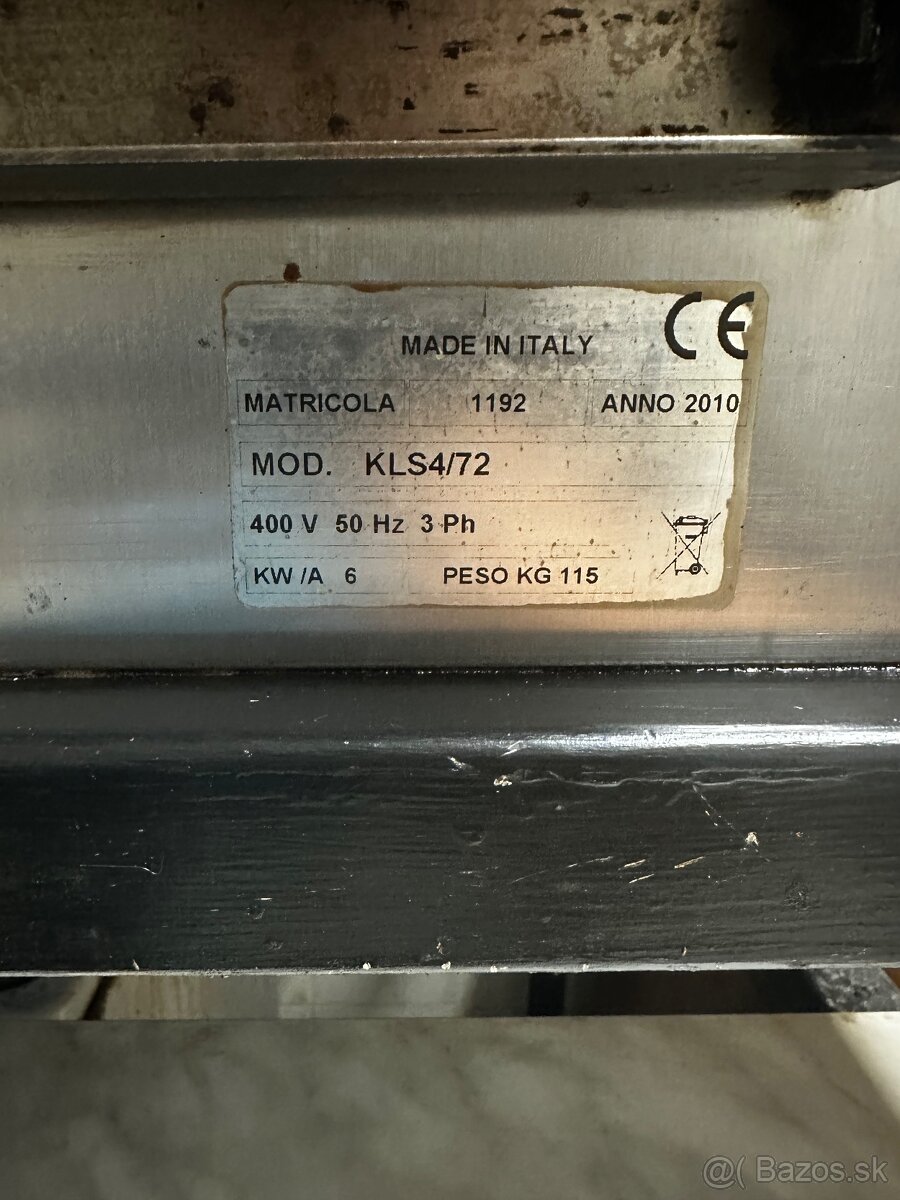 MADE IN ITALY CE
MATRICOLA 1192 ANNO 2010
MOD. KLS4/72
400 V 50 Hz 3 Ph
KW /A 6 PESO KG 115
@( Bazos.sk